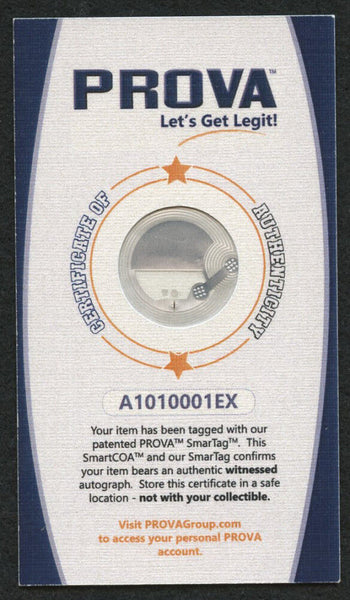 PROVA™
Let's Get Legit!
CERTIFICATE OF
AUTHENTICITY
A1010001EX
Your item has been tagged with our
patented PROVA™ SmarTag™. This
SmartCOA™ and our SmarTag confirms
your item bears an authentic witnessed
autograph. Store this certificate in a safe
location - not with your collectible.
Visit PROVAGroup.com
to access your personal PROVA
account.